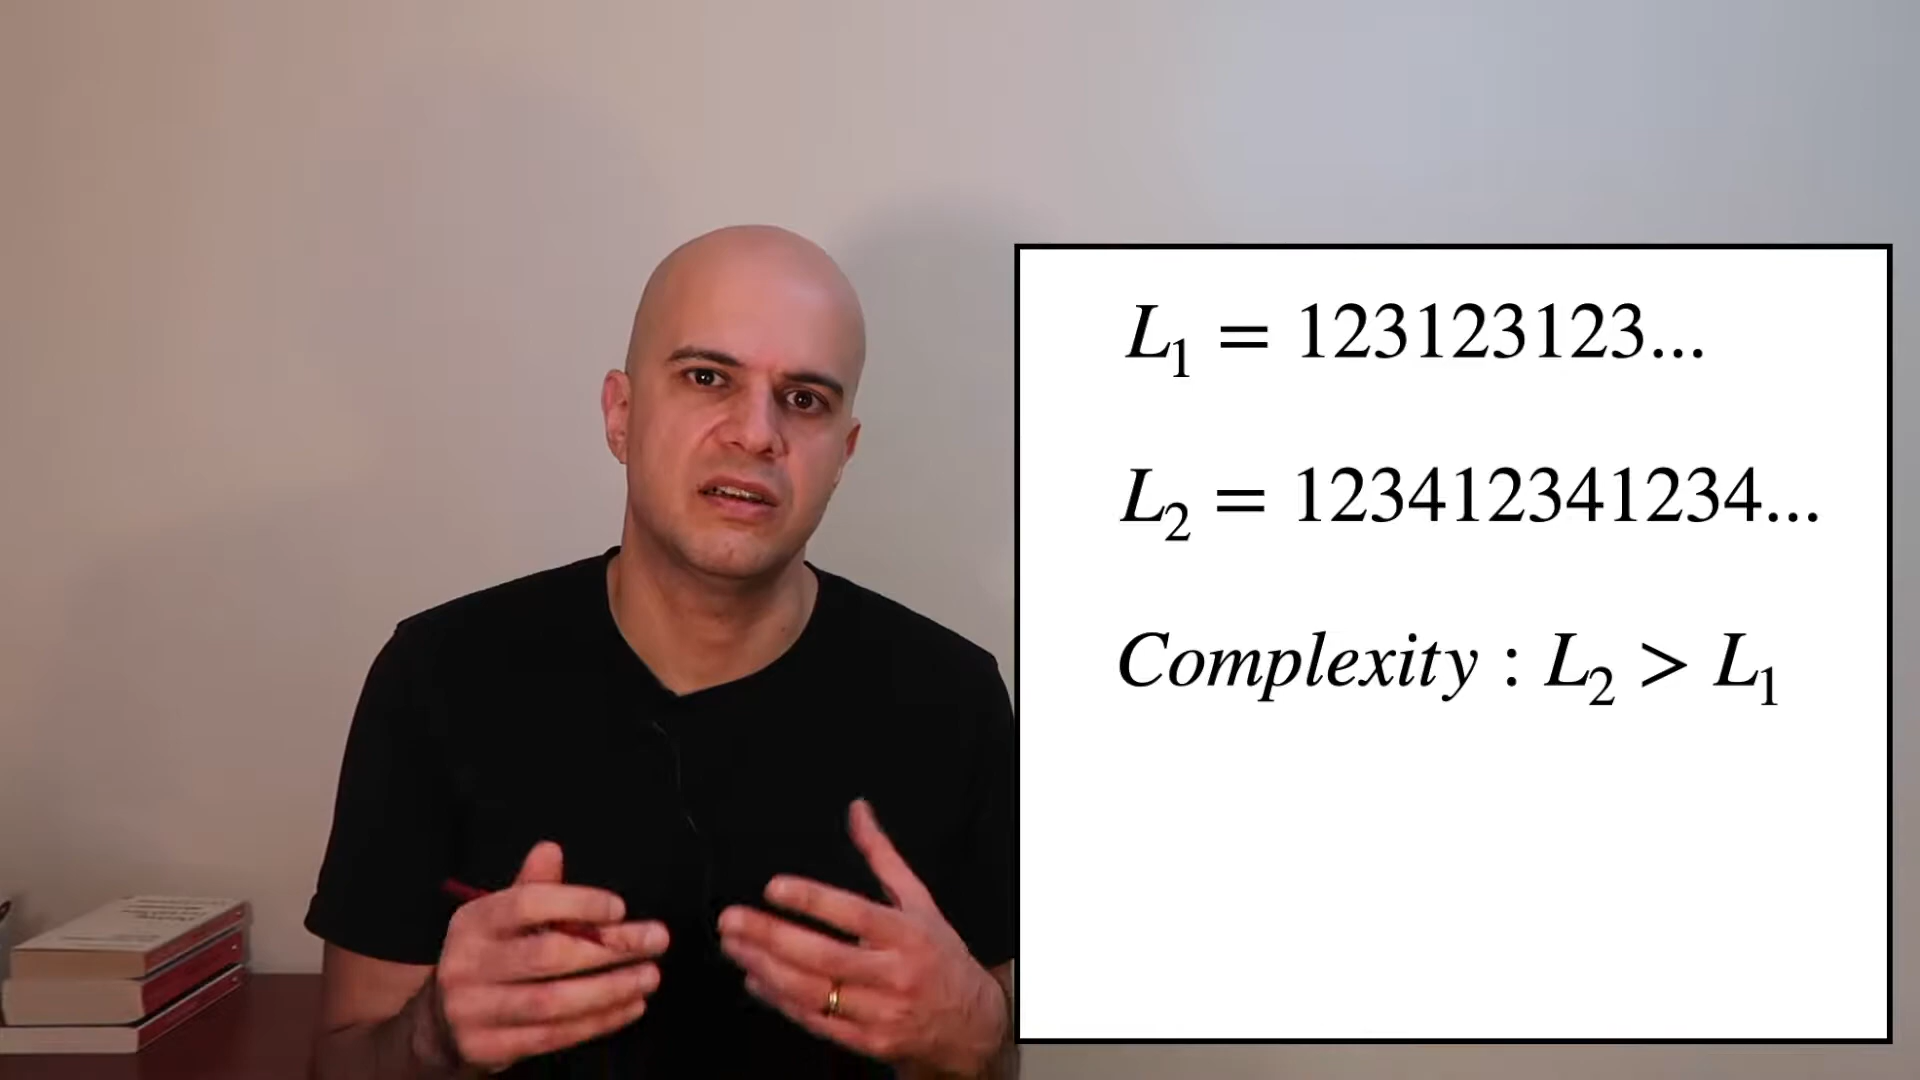 L₁ = 123123123...
L₂ = 123412341234...
Complexity : L₂ > L₁